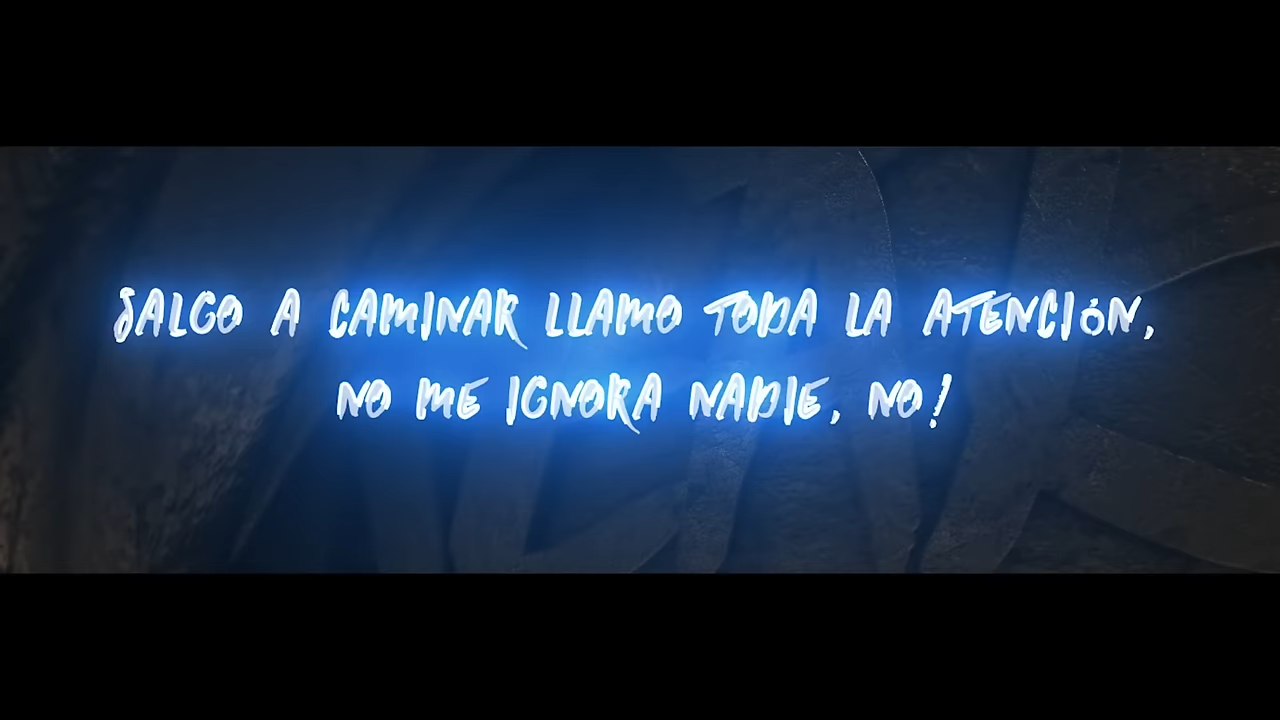 SALGO A CAMINAR LLAMO TODA LA ATENCIÓN,
NO ME IGNORA NADIE, NO!